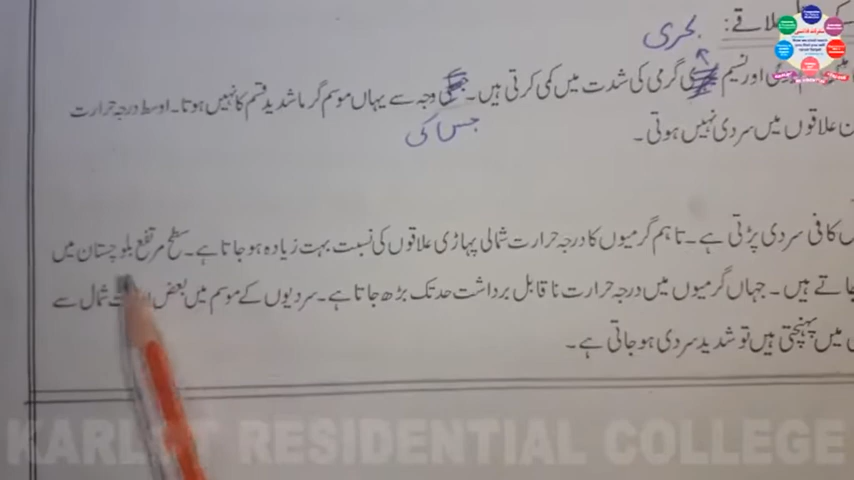 علاقے:
بحری
اور نسیم گرمی کی شدت میں کمی کرتی ہیں۔ وجہ سے یہاں موسم گرما شدید قسم کا نہیں ہوتا۔ اوسط درجہ حرارت
جس کی
ن علاقوں میں سردی نہیں ہوتی۔
کافی سردی پڑتی ہے۔ تاہم گرمیوں کا درجہ حرارت شمالی پہاڑی علاقوں کی نسبت بہت زیادہ ہو جاتا ہے۔ سطح مرتفع بلوچستان میں
جاتے ہیں۔ جہاں گرمیوں میں درجہ حرارت ناقابل برداشت حد تک بڑھ جاتا ہے۔ سردیوں کے موسم میں بعض شمال سے
میں پہنچتی ہیں تو شدید سردی ہو جاتی ہے۔
KARLOT RESIDENTIAL COLLEGE